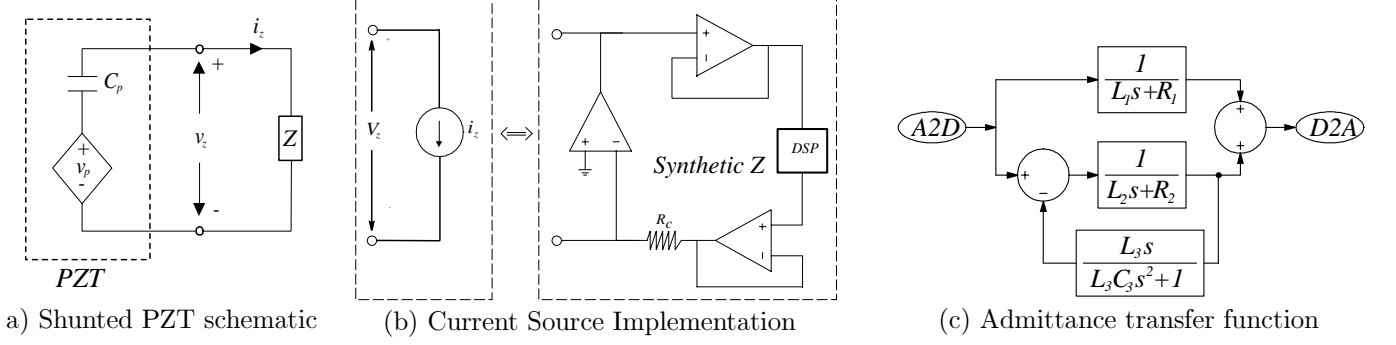 i_z
C_p
+
v_z
Z
+
v_p
-
-
PZT
a) Shunted PZT schematic
V_z
i_z
+
-
+ -
DSP
Synthetic Z
R_C
+
-
(b) Current Source Implementation
1
L_1s+R_1
A2D
+
+
D2A
+
-
1
L_2s+R_2
L_3s
L_3C_3s^2+1
(c) Admittance transfer function